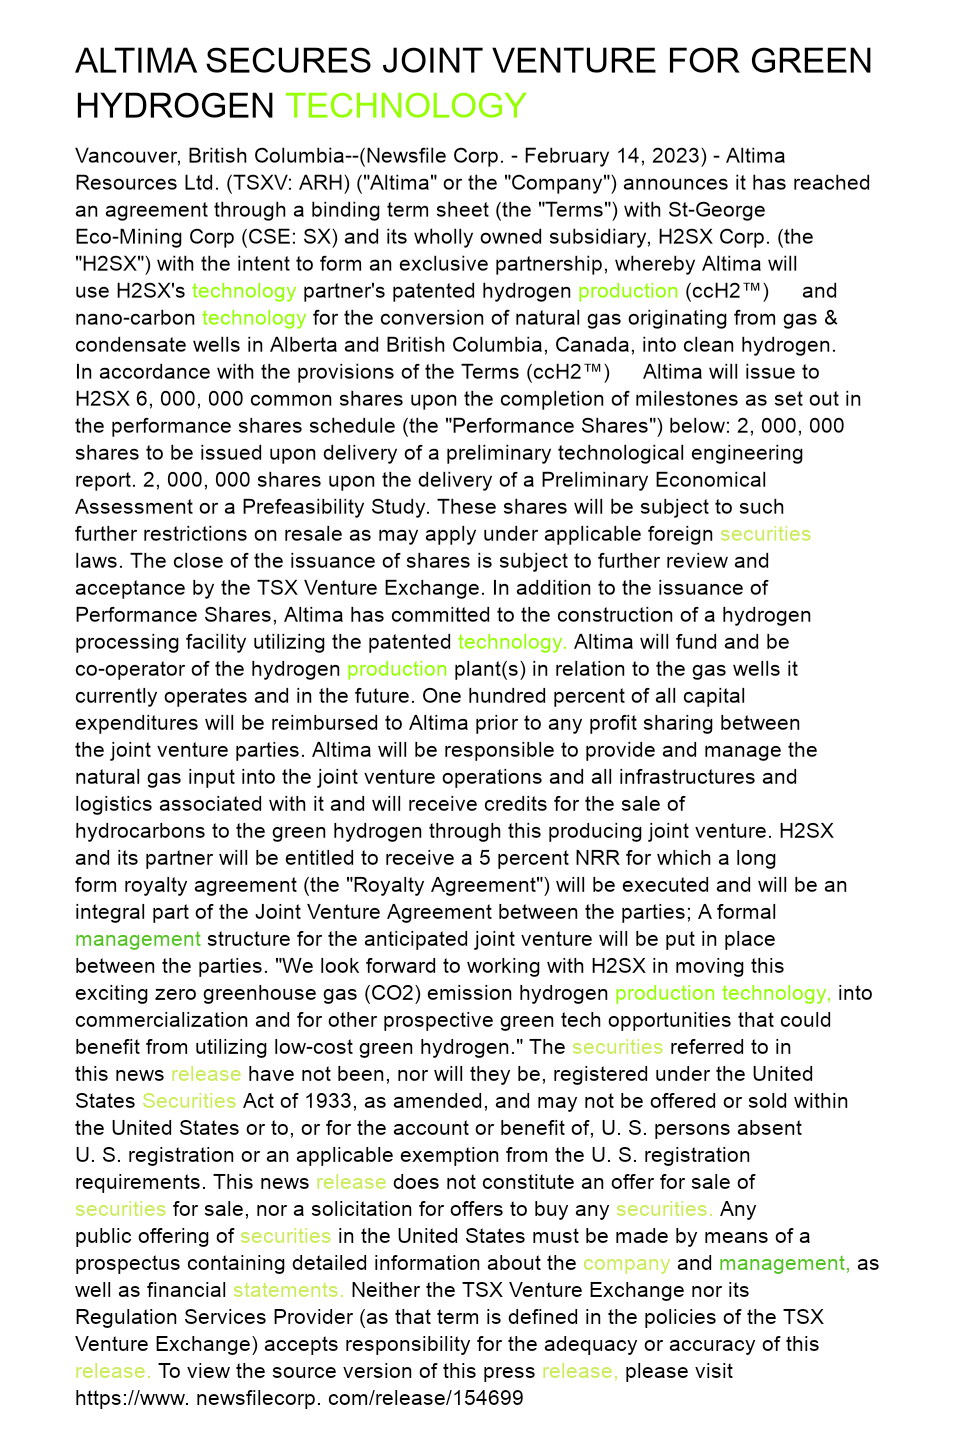 ALTIMA SECURES JOINT VENTURE FOR GREEN
HYDROGEN TECHNOLOGY
Vancouver, British Columbia--(Newsfile Corp. - February 14, 2023) - Altima
Resources Ltd. (TSXV: ARH) ("Altima" or the "Company") announces it has reached
an agreement through a binding term sheet (the "Terms") with St-George
Eco-Mining Corp (CSE: SX) and its wholly owned subsidiary, H2SX Corp. (the
"H2SX") with the intent to form an exclusive partnership, whereby Altima will
use H2SX's technology partner's patented hydrogen production (ccH2™) and
nano-carbon technology for the conversion of natural gas originating from gas &
condensate wells in Alberta and British Columbia, Canada, into clean hydrogen.
In accordance with the provisions of the Terms (ccH2™) Altima will issue to
H2SX 6, 000, 000 common shares upon the completion of milestones as set out in
the performance shares schedule (the "Performance Shares") below: 2, 000, 000
shares to be issued upon delivery of a preliminary technological engineering
report. 2, 000, 000 shares upon the delivery of a Preliminary Economical
Assessment or a Prefeasibility Study. These shares will be subject to such
further restrictions on resale as may apply under applicable foreign securities
laws. The close of the issuance of shares is subject to further review and
acceptance by the TSX Venture Exchange. In addition to the issuance of
Performance Shares, Altima has committed to the construction of a hydrogen
processing facility utilizing the patented technology. Altima will fund and be
co-operator of the hydrogen production plant(s) in relation to the gas wells it
currently operates and in the future. One hundred percent of all capital
expenditures will be reimbursed to Altima prior to any profit sharing between
the joint venture parties. Altima will be responsible to provide and manage the
natural gas input into the joint venture operations and all infrastructures and
logistics associated with it and will receive credits for the sale of
hydrocarbons to the green hydrogen through this producing joint venture. H2SX
and its partner will be entitled to receive a 5 percent NRR for which a long
form royalty agreement (the "Royalty Agreement") will be executed and will be an
integral part of the Joint Venture Agreement between the parties; A formal
management structure for the anticipated joint venture will be put in place
between the parties. "We look forward to working with H2SX in moving this
exciting zero greenhouse gas (CO2) emission hydrogen production technology, into
commercialization and for other prospective green tech opportunities that could
benefit from utilizing low-cost green hydrogen." The securities referred to in
this news release have not been, nor will they be, registered under the United
States Securities Act of 1933, as amended, and may not be offered or sold within
the United States or to, or for the account or benefit of, U. S. persons absent
U. S. registration or an applicable exemption from the U. S. registration
requirements. This news release does not constitute an offer for sale of
securities for sale, nor a solicitation for offers to buy any securities. Any
public offering of securities in the United States must be made by means of a
prospectus containing detailed information about the company and management, as
well as financial statements. Neither the TSX Venture Exchange nor its
Regulation Services Provider (as that term is defined in the policies of the TSX
Venture Exchange) accepts responsibility for the adequacy or accuracy of this
release. To view the source version of this press release, please visit
https://www. newsfilecorp. com/release/154699